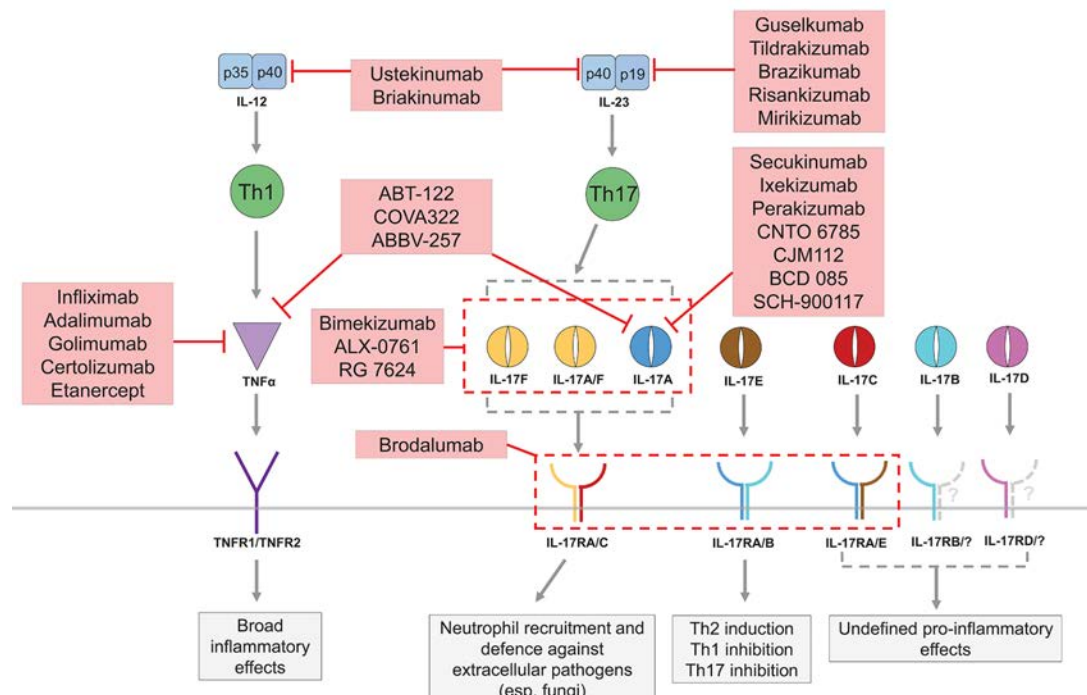 Guselkumab
Tildrakizumab
Brazikumab
Risankizumab
Mirikizumab
p35 p40
IL-12
Ustekinumab
Briakinumab
p40 p19
IL-23
Th1
ABT-122
COVA322
ABBV-257
Th17
Secukinumab
Ixekizumab
Perakizumab
CNTO 6785
CJM112
BCD 085
SCH-900117
Infliximab
Adalimumab
Golimumab
Certolizumab
Etanercept
TNFα
Bimekizumab
ALX-0761
RG 7624
IL-17F IL-17A/F IL-17A IL-17E IL-17C IL-17B IL-17D
Brodalumab
? ?
TNFR1/TNFR2 IL-17RA/C IL-17RA/B IL-17RA/E IL-17RB/? IL-17RD/?
Broad
inflammatory
effects
Neutrophil recruitment and
defence against
extracellular pathogens
(esp. fungi)
Th2 induction
Th1 inhibition
Th17 inhibition
Undefined pro-inflammatory
effects